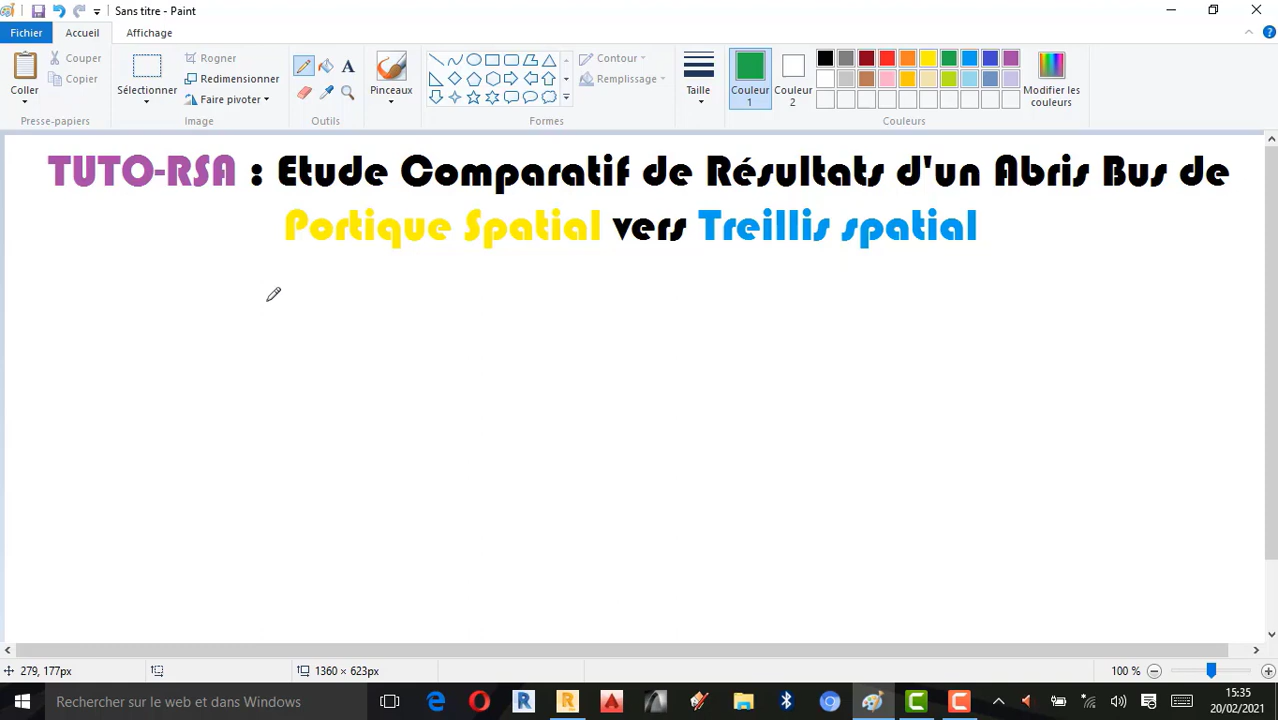 Sans titre - Paint
Fichier Accueil Affichage
Coller
Couper
Copier
Presse-papiers
Sélectionner
Rogner
Redimensionner
Faire pivoter
Image
A
Outils
Pinceaux
Contour
Remplissage
Formes
Taille
Couleur 1
Couleur 2
Modifier les couleurs
Couleurs
TUTO-RSA : Etude Comparatif de Résultats d'un Abris Bus de
Portique Spatial vers Treillis spatial
279, 177px
1360 × 623px
100 %
Rechercher sur le web et dans Windows
15:35
20/02/2021